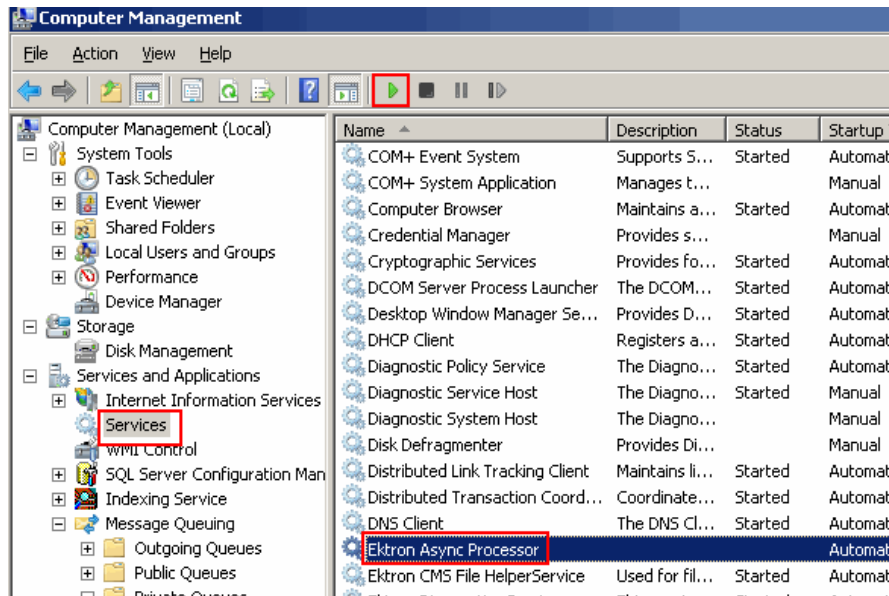 Computer Management
File Action View Help
Computer Management (Local)
System Tools
Task Scheduler
Event Viewer
Shared Folders
Local Users and Groups
Performance
Device Manager
Storage
Disk Management
Services and Applications
Internet Information Services
Services
WMI Control
SQL Server Configuration Man
Indexing Service
Message Queuing
Outgoing Queues
Public Queues
Private Queues
Name Description Status Startup
COM+ Event System Supports S... Started Automat
COM+ System Application Manages t... Manual
Computer Browser Maintains a... Started Automat
Credential Manager Provides s... Manual
Cryptographic Services Provides fo... Started Automat
DCOM Server Process Launcher The DCOM... Started Automat
Desktop Window Manager Se... Provides D... Started Automat
DHCP Client Registers a... Started Automat
Diagnostic Policy Service The Diagno... Started Automat
Diagnostic Service Host The Diagno... Started Manual
Diagnostic System Host The Diagno... Manual
Disk Defragmenter Provides Di... Manual
Distributed Link Tracking Client Maintains li... Started Automat
Distributed Transaction Coord... Coordinate... Started Automat
DNS Client The DNS Cl... Started Automat
Ektron Async Processor Automat
Ektron CMS File HelperService Used for fil... Started Automat